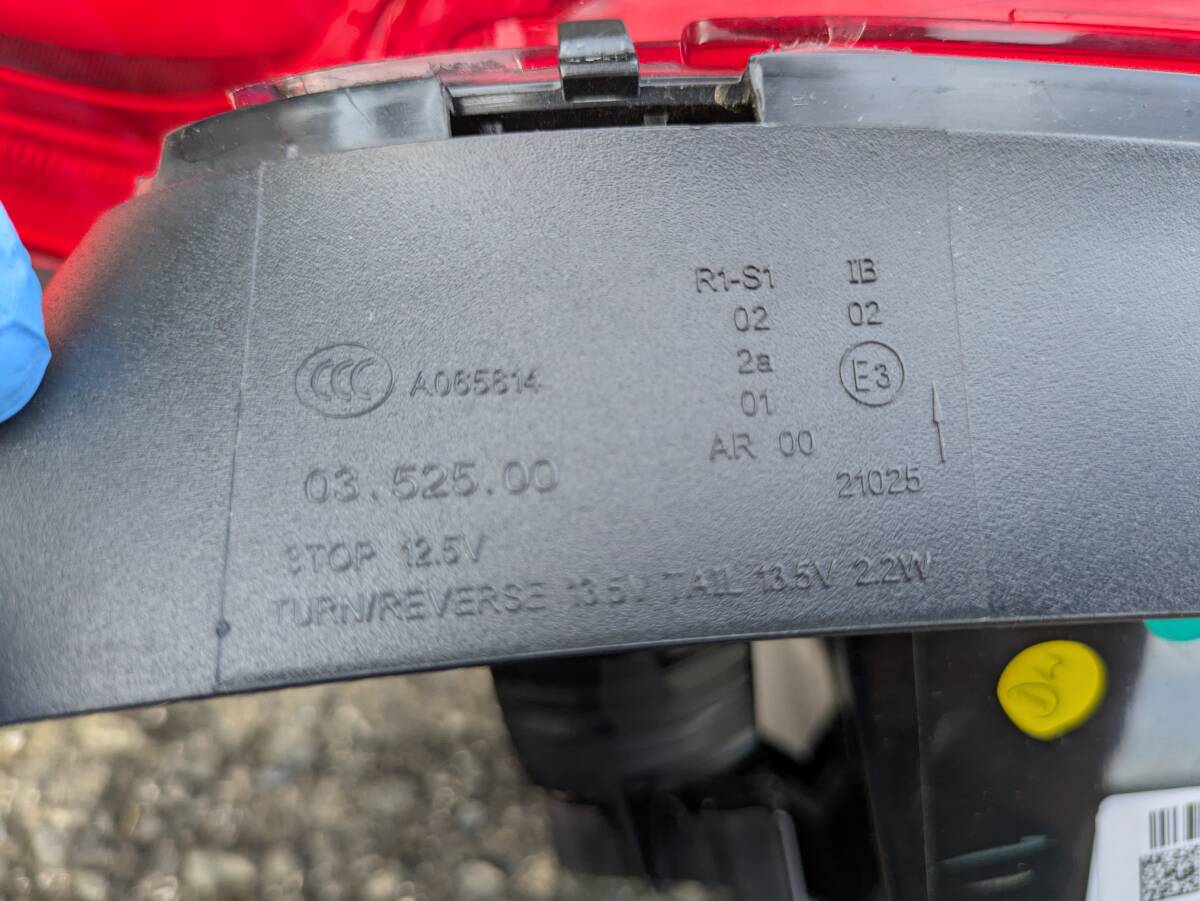 R1-S1 IB
02 02
2a E3
01
AR 00
21025
CCC A065814
03.525.00
STOP 12.5V
TURN/REVERSE 13.5V TAIL 13.5V 2.2W